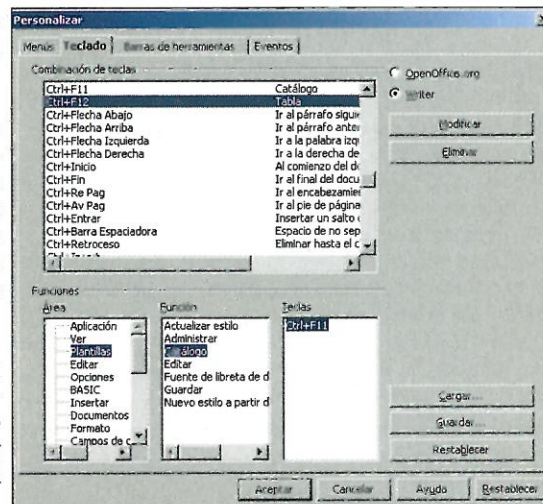 Personalizar
Menús Teclado Barras de herramientas Eventos
Combinación de teclas
Ctrl+F11 Catálogo
Ctrl+F12 Tabla
Ctrl+Flecha Abajo Ir al párrafo sigui
Ctrl+Flecha Arriba Ir al párrafo anter
Ctrl+Flecha Izquierda Ir a la palabra izq
Ctrl+Flecha Derecha Ir a la derecha de
Ctrl+Inicio Al comienzo del do
Ctrl+Fin Ir al final del docu
Ctrl+Re Pag Ir al encabezamie
Ctrl+Av Pag Ir al pie de página
Ctrl+Entrar Insertar un salto
Ctrl+Barra Espaciadora Espacio de no sep
Ctrl+Retroceso Eliminar hasta el c
OpenOffice.org
Writer
Modificar
Eliminar
Funciones
Área
Aplicación
Ver
Plantillas
Editar
Opciones
BASIC
Insertar
Documentos
Formato
Campos de c
Función
Actualizar estilo
Administrar
Catálogo
Editar
Fuente de libreta de d
Guardar
Nuevo estilo a partir d
Teclas
Ctrl+F11
Cargar...
Guardar...
Restablecer
Aceptar Cancelar Ayuda Restablecer